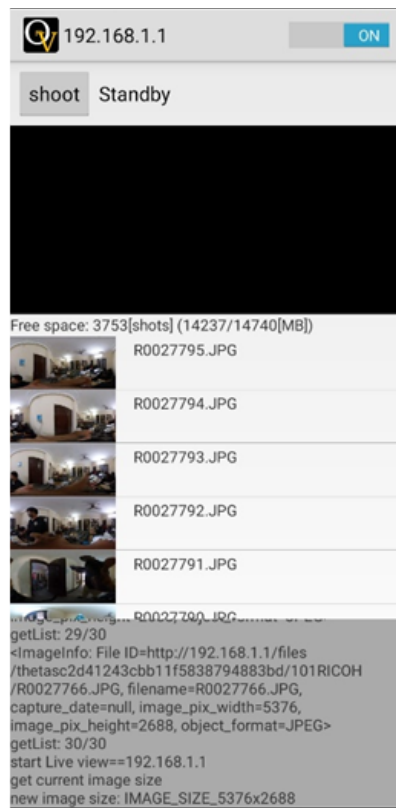 QV 192.168.1.1 ON
shoot Standby
Free space: 3753[shots] (14237/14740[MB])
R0027795.JPG
R0027794.JPG
R0027793.JPG
R0027792.JPG
R0027791.JPG
R0027790.JPG
getList: 29/30
<ImageInfo: File ID=http://192.168.1.1/files
/thetasc2d41243cbb11f5838794883bd/101RICOH
/R0027766.JPG, filename=R0027766.JPG,
capture_date=null, image_pix_width=5376,
image_pix_height=2688, object_format=JPEG>
getList: 30/30
start Live view==192.168.1.1
get current image size
new image size: IMAGE_SIZE_5376x2688